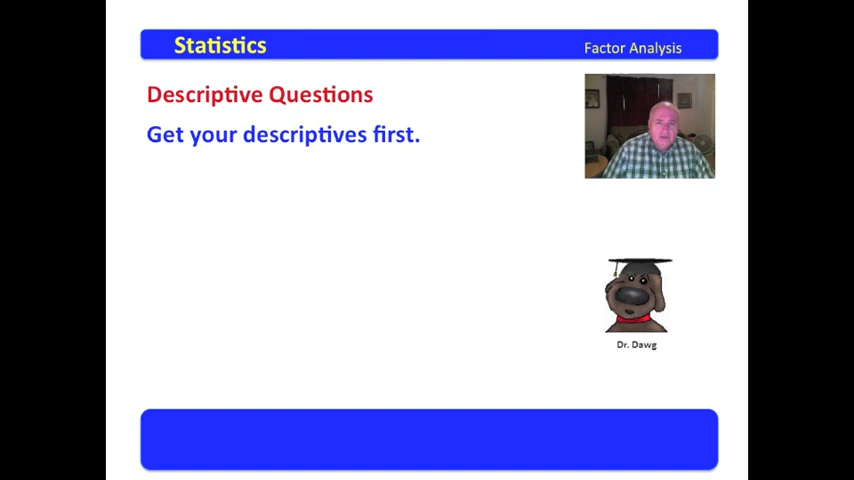 Statistics
Factor Analysis
Descriptive Questions
Get your descriptives first.
Dr. Dawg